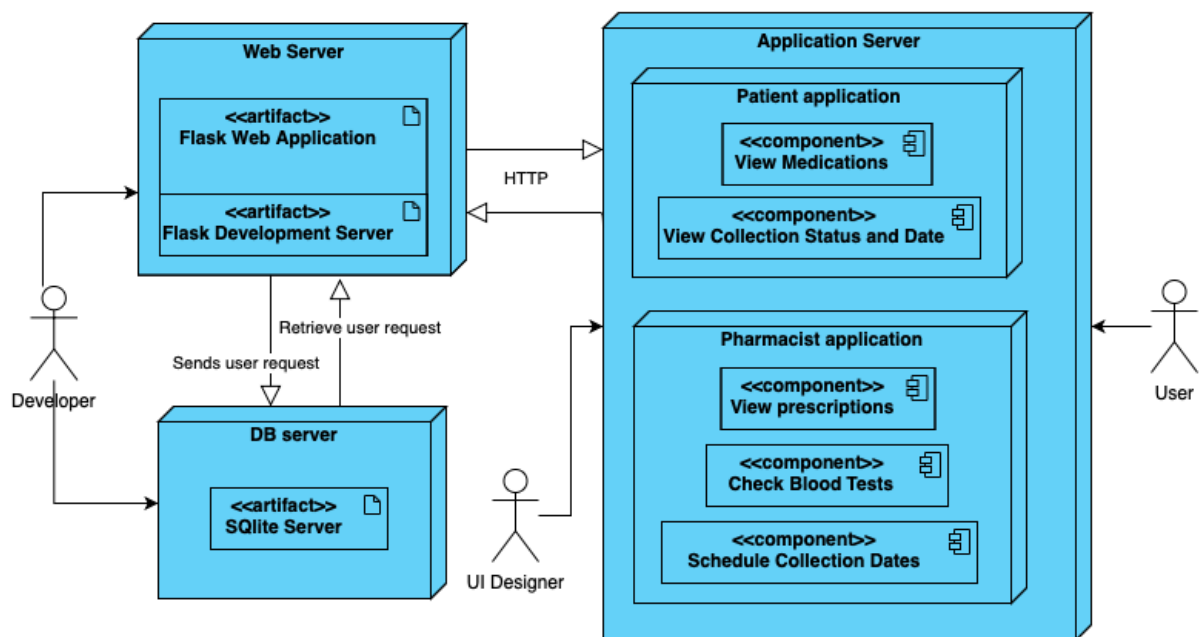 Web Server
<<artifact>>
Flask Web Application
<<artifact>>
Flask Development Server
HTTP
Application Server
Patient application
<<component>>
View Medications
<<component>>
View Collection Status and Date
Retrieve user request
Sends user request
Developer
DB server
<<artifact>>
SQlite Server
UI Designer
Pharmacist application
<<component>>
View prescriptions
<<component>>
Check Blood Tests
<<component>>
Schedule Collection Dates
User